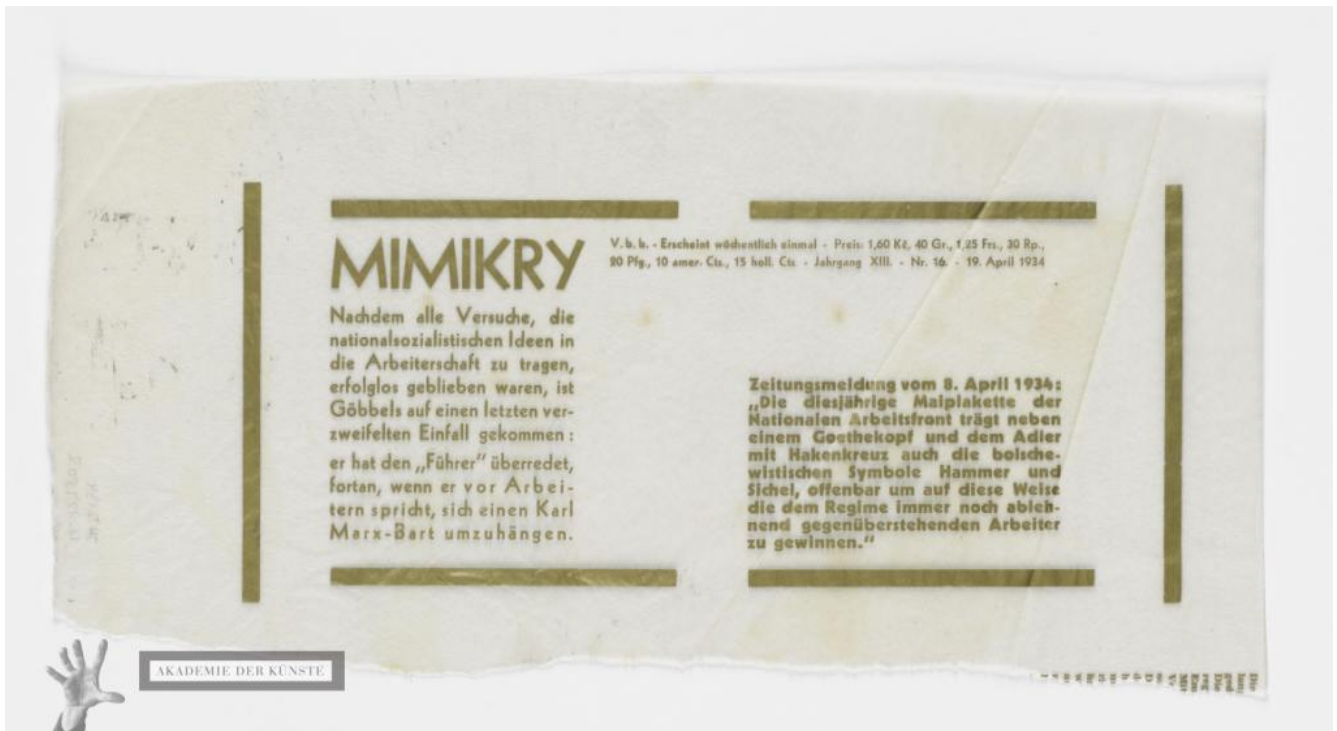 MIMIKRY
V. b. b. - Erscheint wöchentlich einmal - Preis: 1,60 Kč, 40 Gr., 1,25 Frs., 30 Rp.,
20 Pfg., 10 amer. Cts., 15 holl. Cts - Jahrgang XIII. - Nr. 16. - 19. April 1934
Nachdem alle Versuche, die
nationalsozialistischen Ideen in
die Arbeiterschaft zu tragen,
erfolglos geblieben waren, ist
Göbbels auf einen letzten ver-
zweifelten Einfall gekommen:
er hat den „Führer" überredet,
fortan, wenn er vor Arbei-
tern spricht, sich einen Karl
Marx-Bart umzuhängen.
Zeitungsmeldung vom 8. April 1934:
„Die diesjährige Maiplakette der
Nationalen Arbeitsfront trägt neben
einem Goethekopf und dem Adler
mit Hakenkreuz auch die bolsche-
wistischen Symbole Hammer und
Sichel, offenbar um auf diese Weise
die dem Regime immer noch ableh-
nend gegenüberstehenden Arbeiter
zu gewinnen."
AKADEMIE DER KÜNSTE